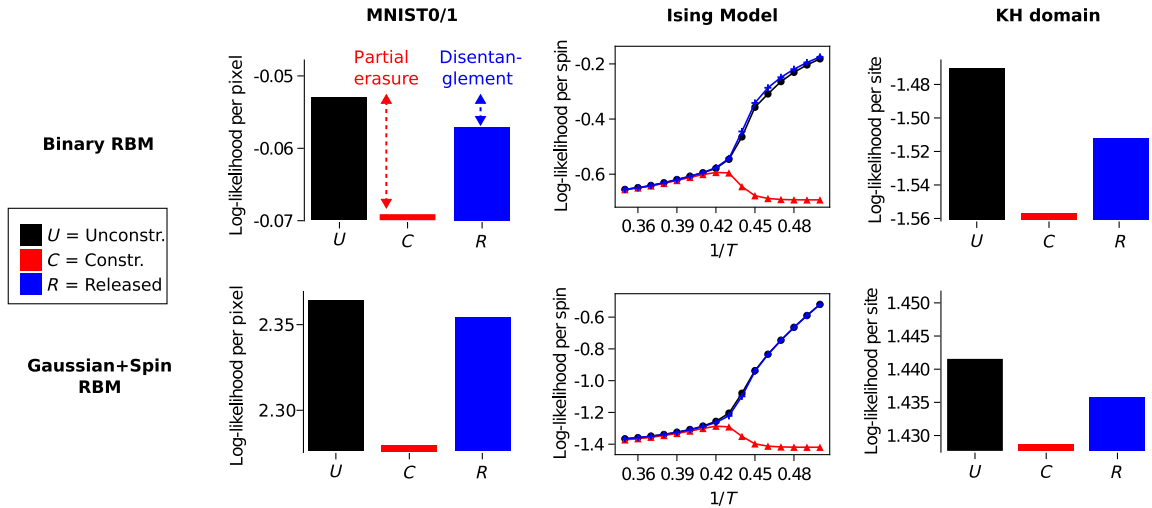 MNIST0/1
Ising Model
KH domain
Binary RBM
Log-likelihood per pixel
-0.05
-0.06
-0.07
Partial
erasure
Disentan-
glement
U
C
R
Log-likelihood per spin
-0.2
-0.4
-0.6
0.36 0.39 0.42 0.45 0.48
1/T
Log-likelihood per site
-1.48
-1.50
-1.52
-1.54
-1.56
U
C
R
U = Unconstr.
C = Constr.
R = Released
Gaussian+Spin
RBM
Log-likelihood per pixel
2.35
2.30
U
C
R
Log-likelihood per spin
-0.6
-0.8
-1.0
-1.2
-1.4
0.36 0.39 0.42 0.45 0.48
1/T
Log-likelihood per site
1.450
1.445
1.440
1.435
1.430
U
C
R